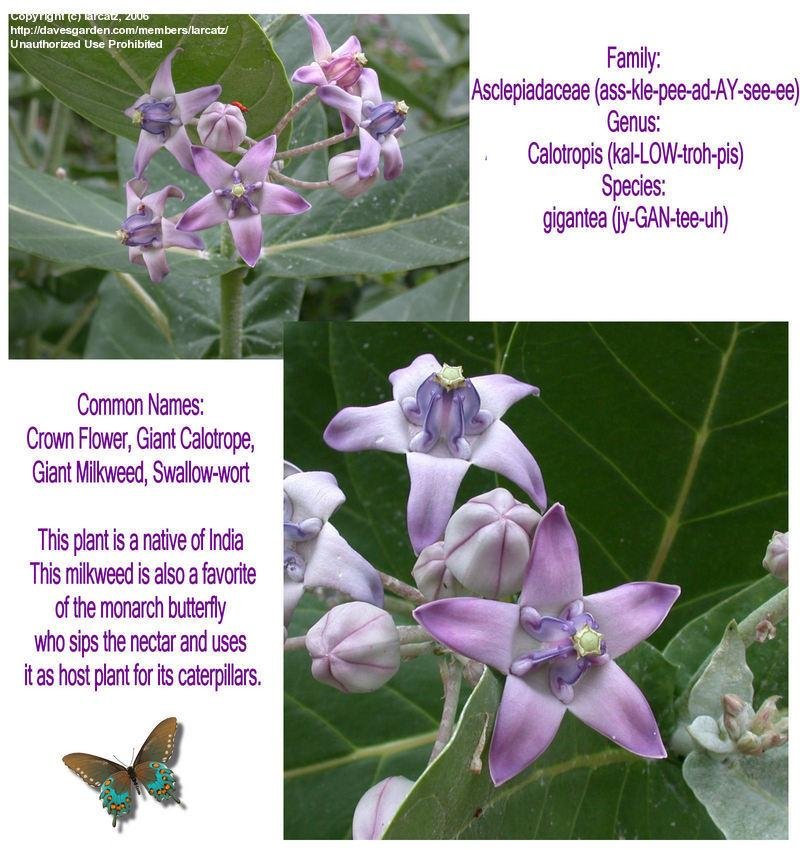 Copyright (c) larcatz, 2006
http://davesgarden.com/members/larcatz/
Unauthorized Use Prohibited
Family:
Asclepiadaceae (ass-kle-pee-ad-AY-see-ee)
Genus:
Calotropis (kal-LOW-troh-pis)
Species:
gigantea (jy-GAN-tee-uh)
Common Names:
Crown Flower, Giant Calotrope,
Giant Milkweed, Swallow-wort
This plant is a native of India
This milkweed is also a favorite
of the monarch butterfly
who sips the nectar and uses
it as host plant for its caterpillars.